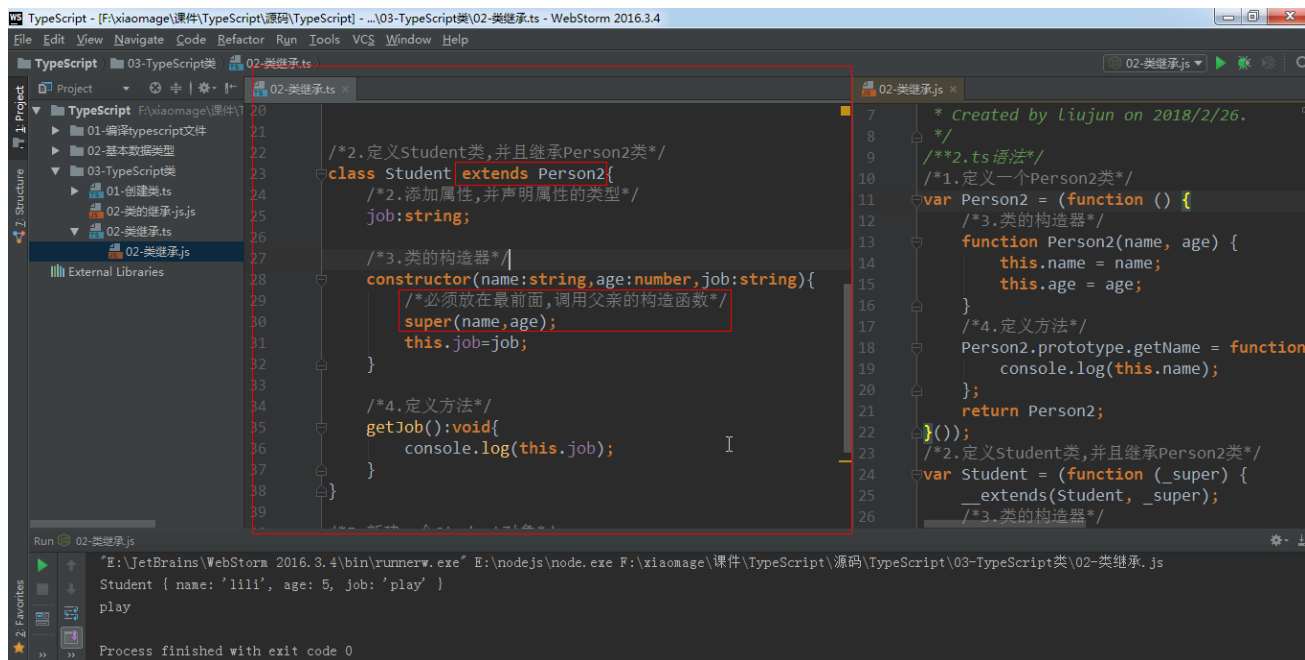 WS TypeScript - [F:\xiaomage\课件\TypeScript\源码\TypeScript] - ...\03-TypeScript类\02-类继承.ts - WebStorm 2016.3.4
File Edit View Navigate Code Refactor Run Tools VCS Window Help
TypeScript 03-TypeScript类 02-类继承.ts
02-类继承.js
1: Project
7: Structure
2: Favorites
Project
TypeScript F:\xiaomage\课件\T
01-编译typescript文件
02-基本数据类型
03-TypeScript类
01-创建类.ts
02-类的继承-js.js
02-类继承.ts
02-类继承.js
External Libraries
02-类继承.ts
20
21
22 /*2.定义Student类,并且继承Person2类*/
23 class Student extends Person2{
24 /*2.添加属性,并声明属性的类型*/
25 job:string;
26
27 /*3.类的构造器*/
28 constructor(name:string,age:number,job:string){
29 /*必须放在最前面,调用父亲的构造函数*/
30 super(name,age);
31 this.job=job;
32 }
33
34 /*4.定义方法*/
35 getJob():void{
36 console.log(this.job);
37 }
38 }
39
02-类继承.js
7 * Created by liujun on 2018/2/26.
8 */
9 /**2.ts语法*/
10 /*1.定义一个Person2类*/
11 var Person2 = (function () {
12 /*3.类的构造器*/
13 function Person2(name, age) {
14 this.name = name;
15 this.age = age;
16 }
17 /*4.定义方法*/
18 Person2.prototype.getName = function
19 console.log(this.name);
20 };
21 return Person2;
22 }());
23 /*2.定义Student类,并且继承Person2类*/
24 var Student = (function (_super) {
25 __extends(Student, _super);
26 /*3.类的构造器*/
Run 02-类继承.js
"E:\JetBrains\WebStorm 2016.3.4\bin\runnerw.exe" E:\nodejs\node.exe F:\xiaomage\课件\TypeScript\源码\TypeScript\03-TypeScript类\02-类继承.js
Student { name: 'lili', age: 5, job: 'play' }
play
Process finished with exit code 0